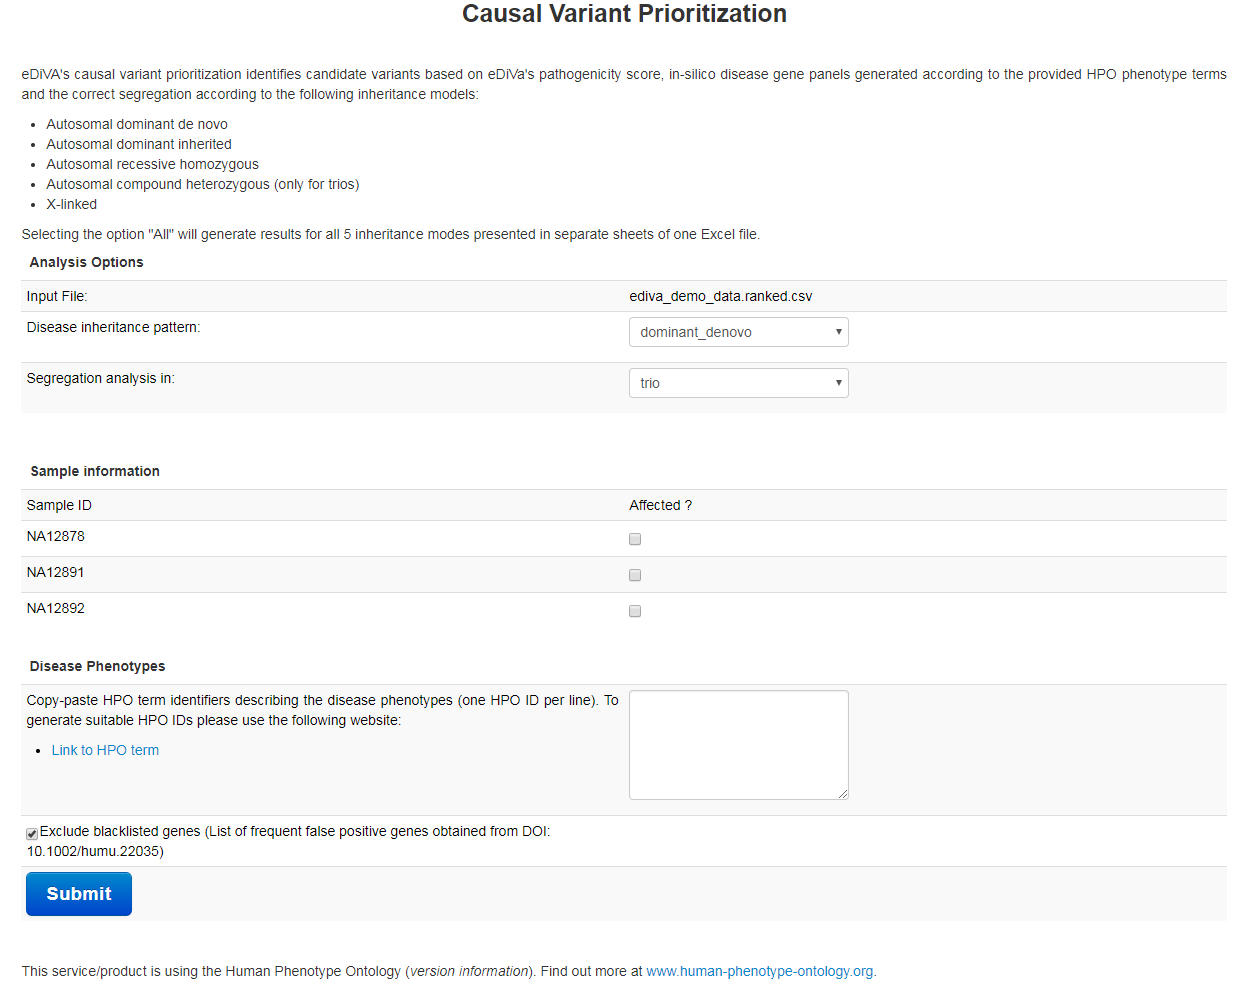 Causal Variant Prioritization
eDiVA's causal variant prioritization identifies candidate variants based on eDiVa's pathogenicity score, in-silico disease gene panels generated according to the provided HPO phenotype terms
and the correct segregation according to the following inheritance models:
Autosomal dominant de novo
Autosomal dominant inherited
Autosomal recessive homozygous
Autosomal compound heterozygous (only for trios)
X-linked
Selecting the option "All" will generate results for all 5 inheritance modes presented in separate sheets of one Excel file.
Analysis Options
Input File: ediva_demo_data.ranked.csv
Disease inheritance pattern: dominant_denovo
Segregation analysis in: trio
Sample information
Sample ID Affected ?
NA12878
NA12891
NA12892
Disease Phenotypes
Copy-paste HPO term identifiers describing the disease phenotypes (one HPO ID per line). To
generate suitable HPO IDs please use the following website:
Link to HPO term
Exclude blacklisted genes (List of frequent false positive genes obtained from DOI:
10.1002/humu.22035)
Submit
This service/product is using the Human Phenotype Ontology (version information). Find out more at www.human-phenotype-ontology.org.